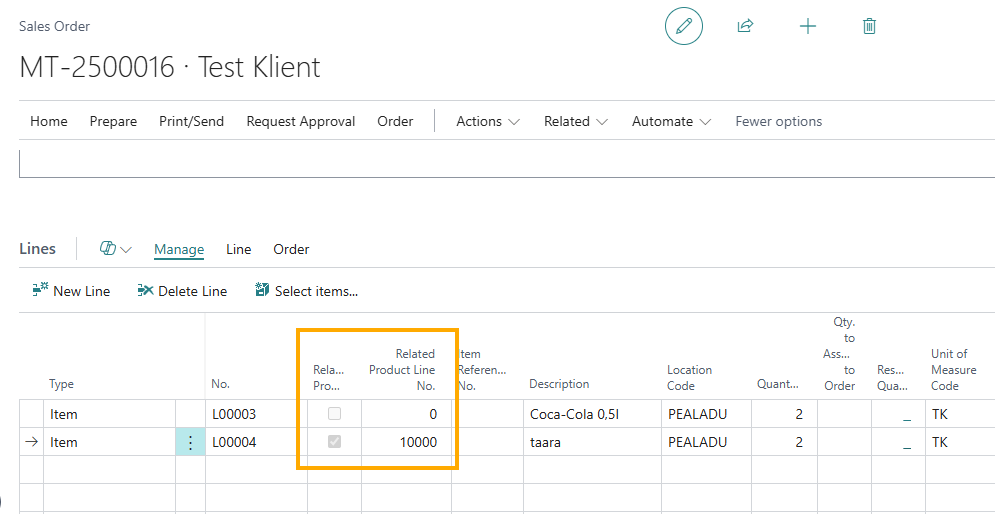 Sales Order
MT-2500016 · Test Klient
Home Prepare Print/Send Request Approval Order Actions Related Automate Fewer options
Lines Manage Line Order
New Line Delete Line Select items...
Type
No.
Rela...
Pro...
Related
Product Line
No.
Item
Referen...
No.
Description
Location
Code
Quant...
Qty.
to
Ass...
to
Order
Res...
Qua...
Unit of
Measure
Code
Item L00003 0 Coca-Cola 0,5l PEALADU 2 _ TK
Item L00004 10000 taara PEALADU 2 _ TK